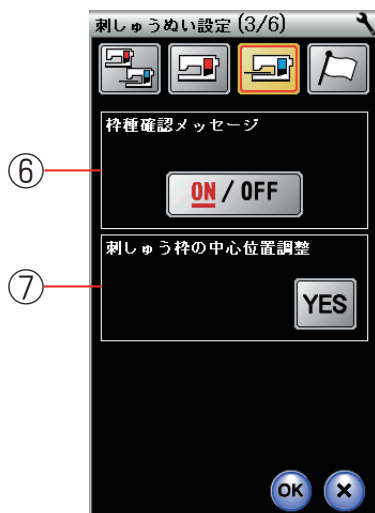 刺しゅうぬい設定 (3/6)
枠種確認メッセージ
⑥
ON / OFF
刺しゅう枠の中心位置調整
⑦
YES
OK ×